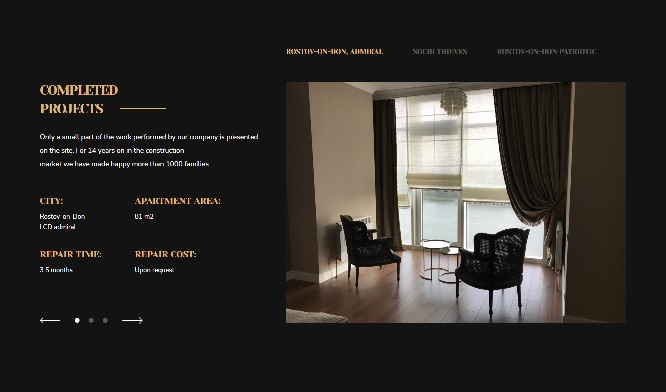 ROSTOV-ON-DON, ADMIRAL
SOCHI THIEVES
ROSTOV-ON-DON PATRIOTIC
COMPLETED
PROJECTS
Only a small part of the work performed by our company is presented
on the site. For 14 years on in the construction
market we have made happy more than 1000 families
CITY:
APARTMENT AREA:
Rostov-on-Don
81 m2
LCD admiral
REPAIR TIME:
REPAIR COST:
3.5 months
Upon request